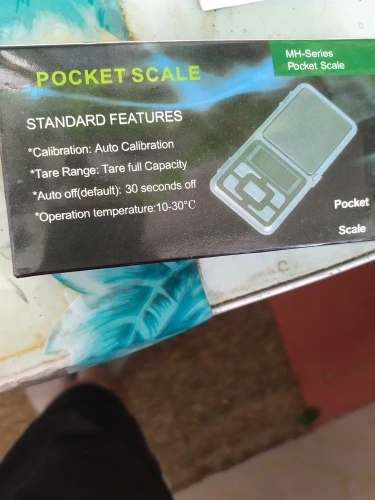 MH-Series
Pocket Scale
POCKET SCALE
STANDARD FEATURES
*Calibration: Auto Calibration
*Tare Range: Tare full Capacity
*Auto off(default): 30 seconds off
*Operation temperature:10-30°C
Pocket
Scale